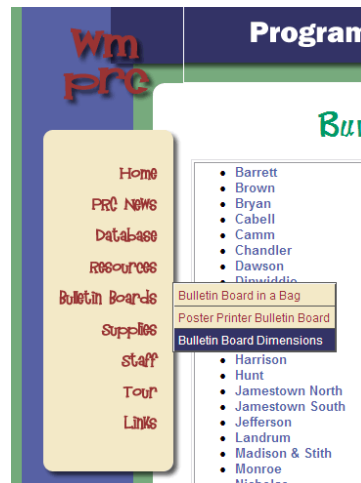 wm
prc
Program
Bu
Home
PRC News
Database
Resources
Bulletin Boards
Supplies
Staff
Tour
Links
Barrett
Brown
Bryan
Cabell
Camm
Chandler
Dawson
Dinwiddie
Bulletin Board in a Bag
Poster Printer Bulletin Board
Bulletin Board Dimensions
Harrison
Hunt
Jamestown North
Jamestown South
Jefferson
Landrum
Madison & Stith
Monroe
Nicholas